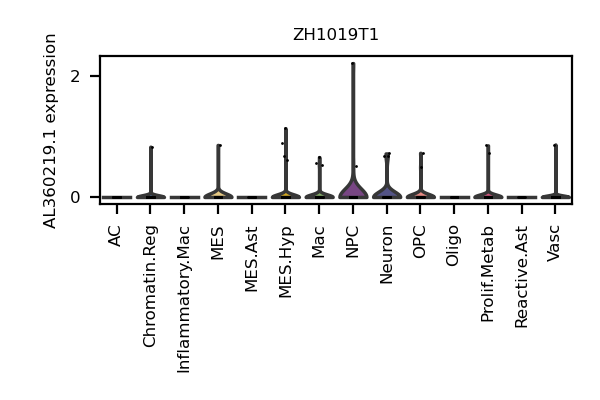 ZH1019T1
AL360219.1 expression
2
0
AC
Chromatin.Reg
Inflammatory.Mac
MES
MES.Ast
MES.Hyp
Mac
NPC
Neuron
OPC
Oligo
Prolif.Metab
Reactive.Ast
Vasc